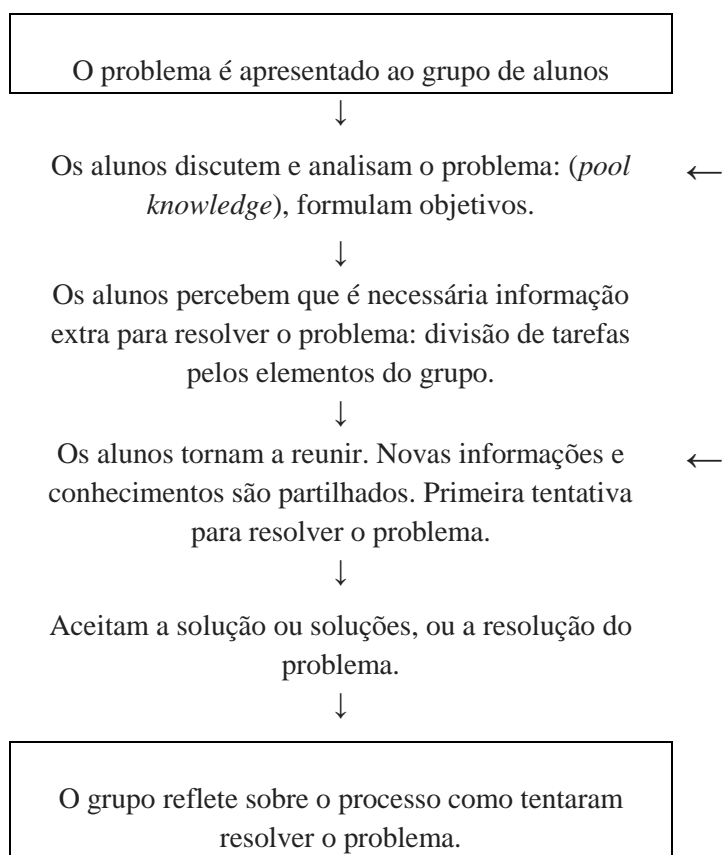 O problema é apresentado ao grupo de alunos
↓
Os alunos discutem e analisam o problema: (pool ←
knowledge), formulam objetivos.
↓
Os alunos percebem que é necessária informação
extra para resolver o problema: divisão de tarefas
pelos elementos do grupo.
↓
Os alunos tornam a reunir. Novas informações e ←
conhecimentos são partilhados. Primeira tentativa
para resolver o problema.
↓
Aceitam a solução ou soluções, ou a resolução do
problema.
↓
O grupo reflete sobre o processo como tentaram
resolver o problema.